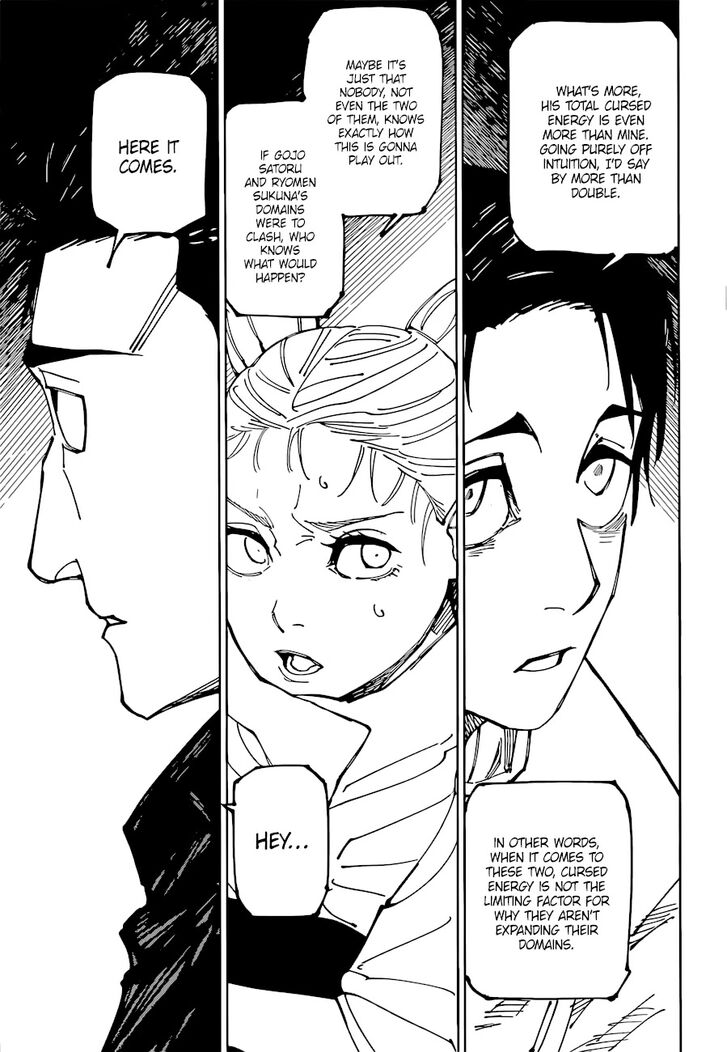 WHAT'S MORE,
HIS TOTAL CURSED
ENERGY IS EVEN
MORE THAN MINE.
GOING PURELY OFF
INTUITION, I'D SAY
BY MORE THAN
DOUBLE.
IN OTHER WORDS,
WHEN IT COMES TO
THESE TWO, CURSED
ENERGY IS NOT THE
LIMITING FACTOR FOR
WHY THEY AREN'T
EXPANDING THEIR
DOMAINS.
MAYBE IT'S
JUST THAT
NOBODY, NOT
EVEN THE TWO
OF THEM, KNOWS
EXACTLY HOW
THIS IS GONNA
PLAY OUT.
IF GOJO
SATORU
AND RYOMEN
SUKUNA'S
DOMAINS
WERE TO
CLASH, WHO
KNOWS
WHAT WOULD
HAPPEN?
HEY...
HERE IT
COMES.